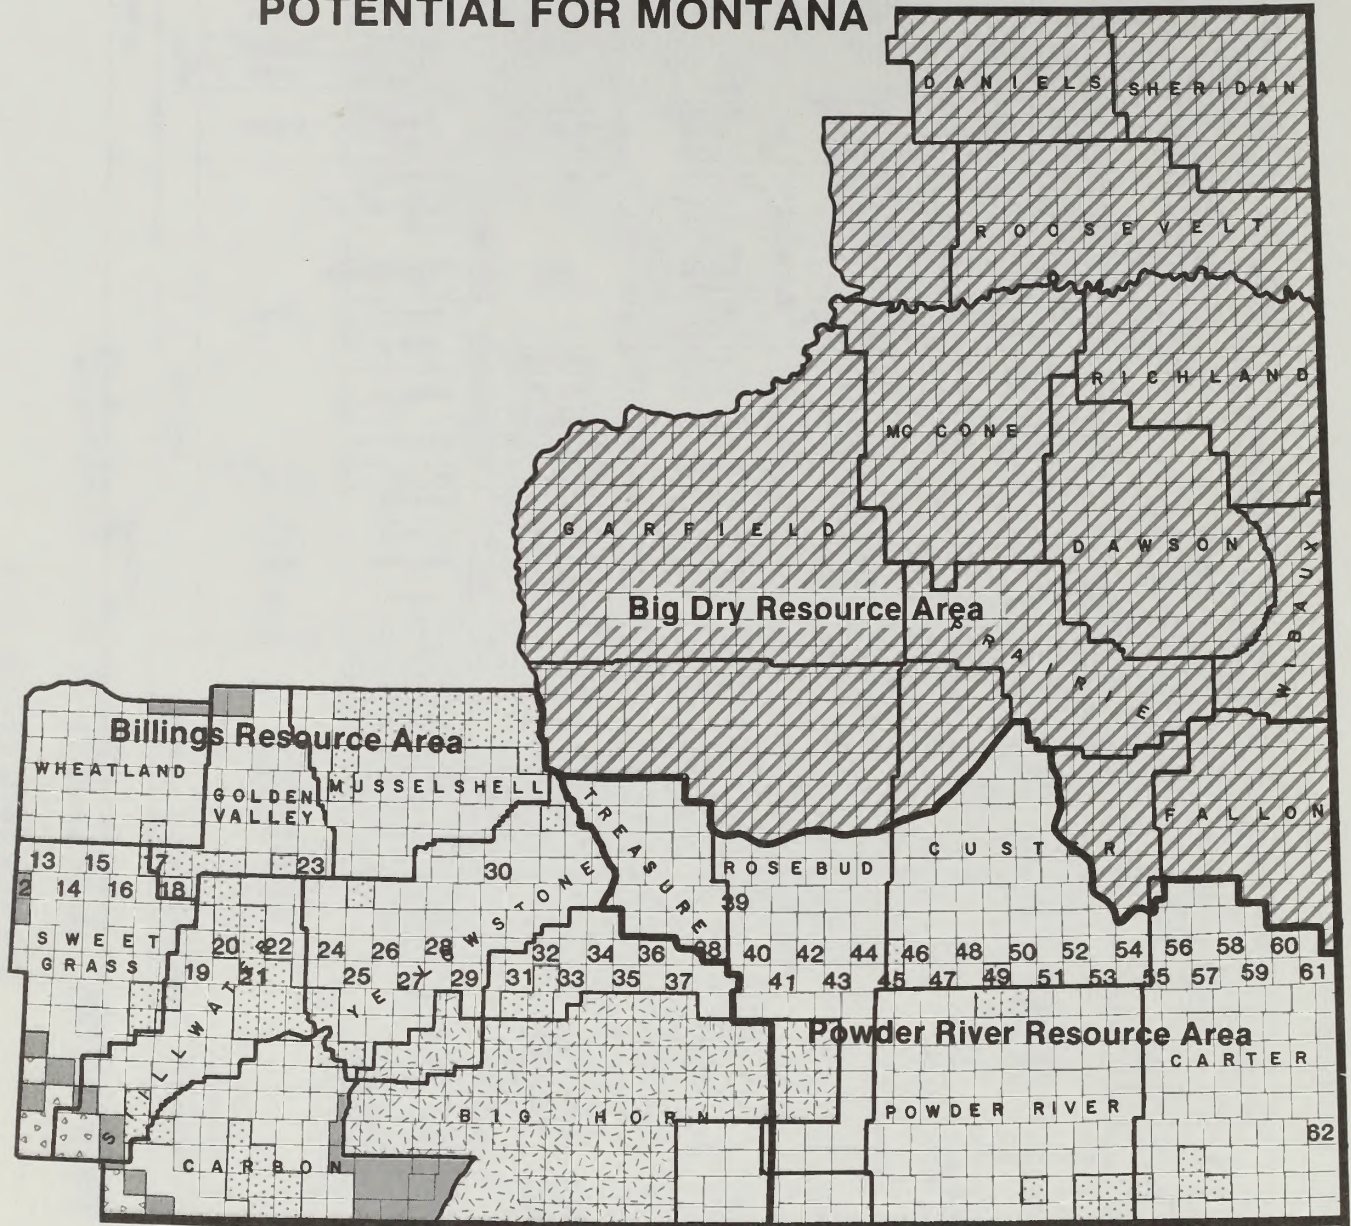 POTENTIAL FOR MONTANA
DANIELS
SHERIDAN
ROOSEVELT
RICHLAND
MC CONE
GARFIELD
DAWSON
WIBAUX
Big Dry Resource Area
PRAIRIE
Billings Resource Area
WHEATLAND
GOLDEN
VALLEY
MUSSELSHELL
TREASURE
ROSEBUD
CUSTER
FALLON
13 15 17 23 30
2 14 16 18
39
SWEET
GRASS
20 22 24 26 28 32 34 36 38 40 42 44 46 48 50 52 54 56 58 60
19 21 25 27 29 31 33 35 37 41 43 45 47 49 51 53 55 57 59 61
YELLOWSTONE
STILLWATER
Powder River Resource Area
CARTER
BIG HORN
POWDER RIVER
62
CARBON